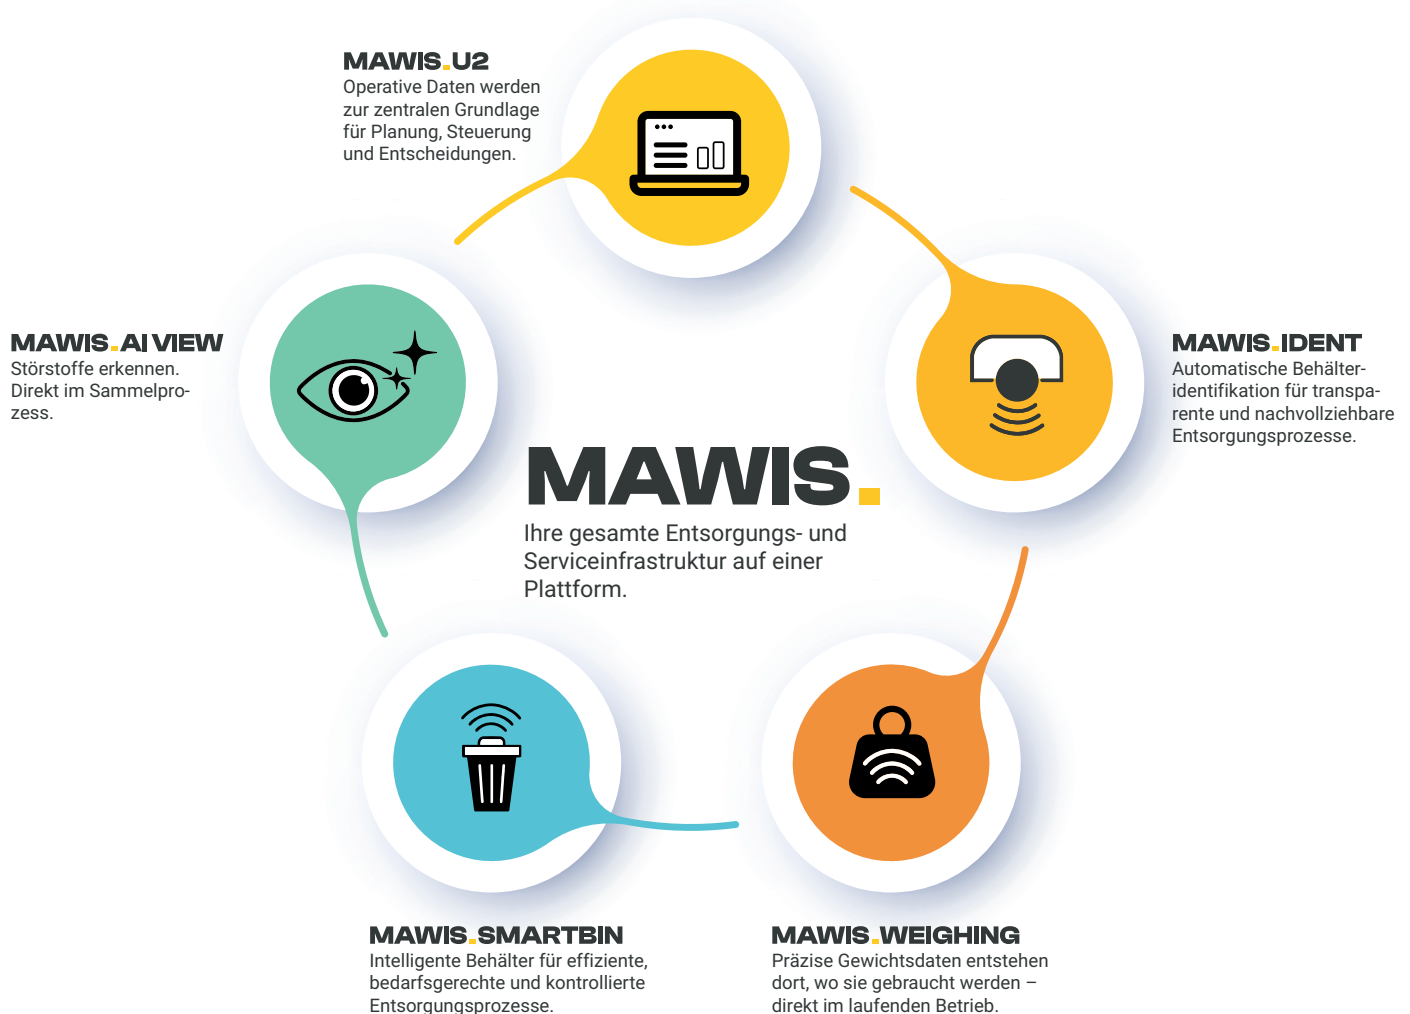 MAWIS.U2
Operative Daten werden
zur zentralen Grundlage
für Planung, Steuerung
und Entscheidungen.
MAWIS.AI VIEW
Störstoffe erkennen.
Direkt im Sammelpro-
zess.
MAWIS.IDENT
Automatische Behälter-
identifikation für transpa-
rente und nachvollziehbare
Entsorgungsprozesse.
MAWIS.
Ihre gesamte Entsorgungs- und
Serviceinfrastruktur auf einer
Plattform.
MAWIS.SMARTBIN
Intelligente Behälter für effiziente,
bedarfsgerechte und kontrollierte
Entsorgungsprozesse.
MAWIS.WEIGHING
Präzise Gewichtsdaten entstehen
dort, wo sie gebraucht werden –
direkt im laufenden Betrieb.